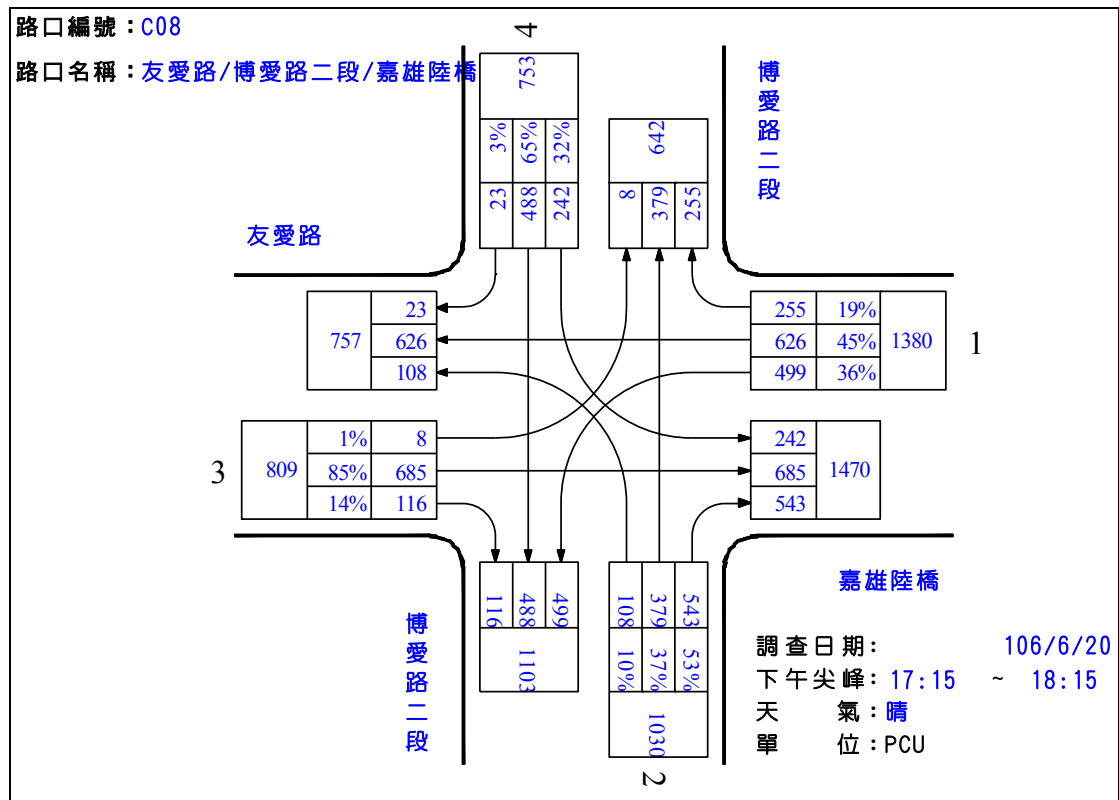 路口編號：C08
路口名稱：友愛路/博愛路二段/嘉雄陸橋
4
753
3% 65% 32%
23 488 242
642
8 379 255
博愛路二段
友愛路
757
23
626
108
255 19%
626 45%
499 36%
1380
1
3
809
1% 8
85% 685
14% 116
242
685
543
1470
116 488 499
1103
108 379 543
10% 37% 53%
1030
2
博愛路二段
嘉雄陸橋
調查日期: 106/6/20
下午尖峰: 17:15 ~ 18:15
天 氣：晴
單 位：PCU